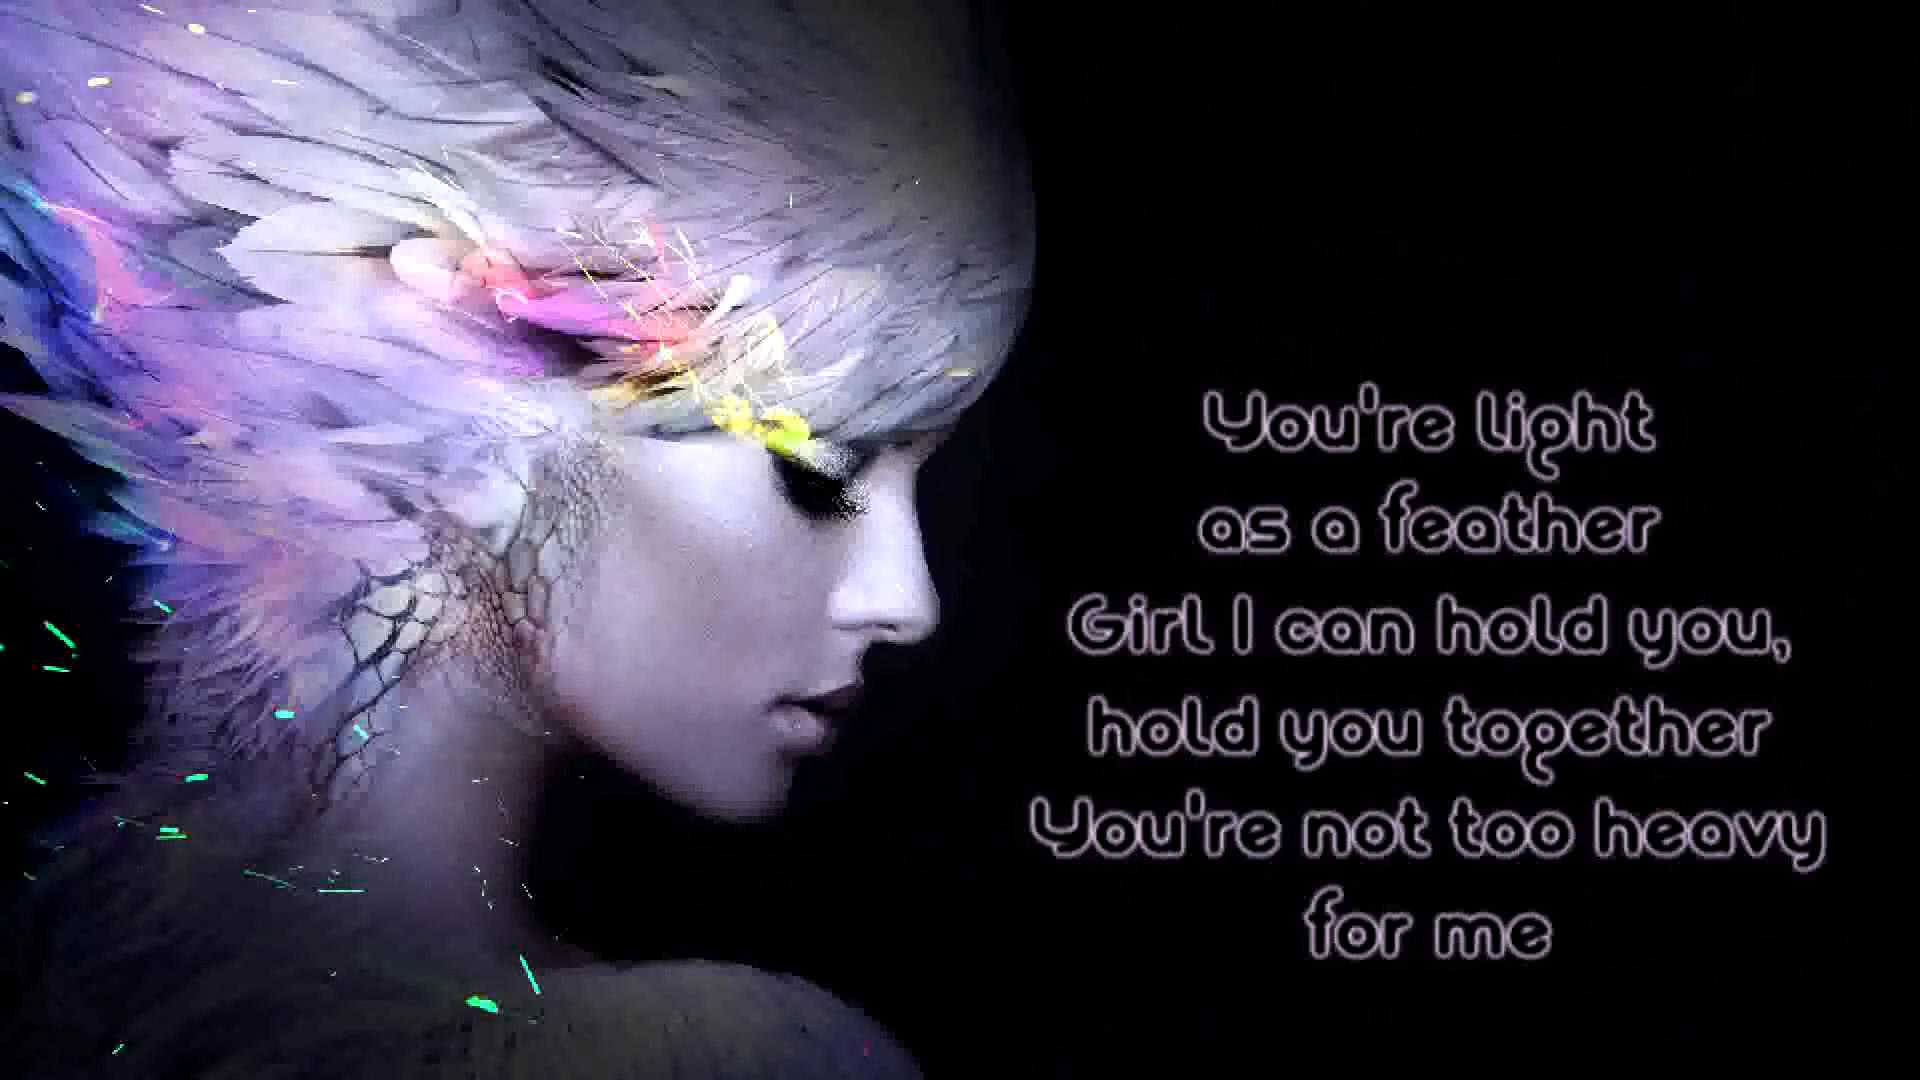 You're light
as a feather
Girl I can hold you,
hold you together
You're not too heavy
for me